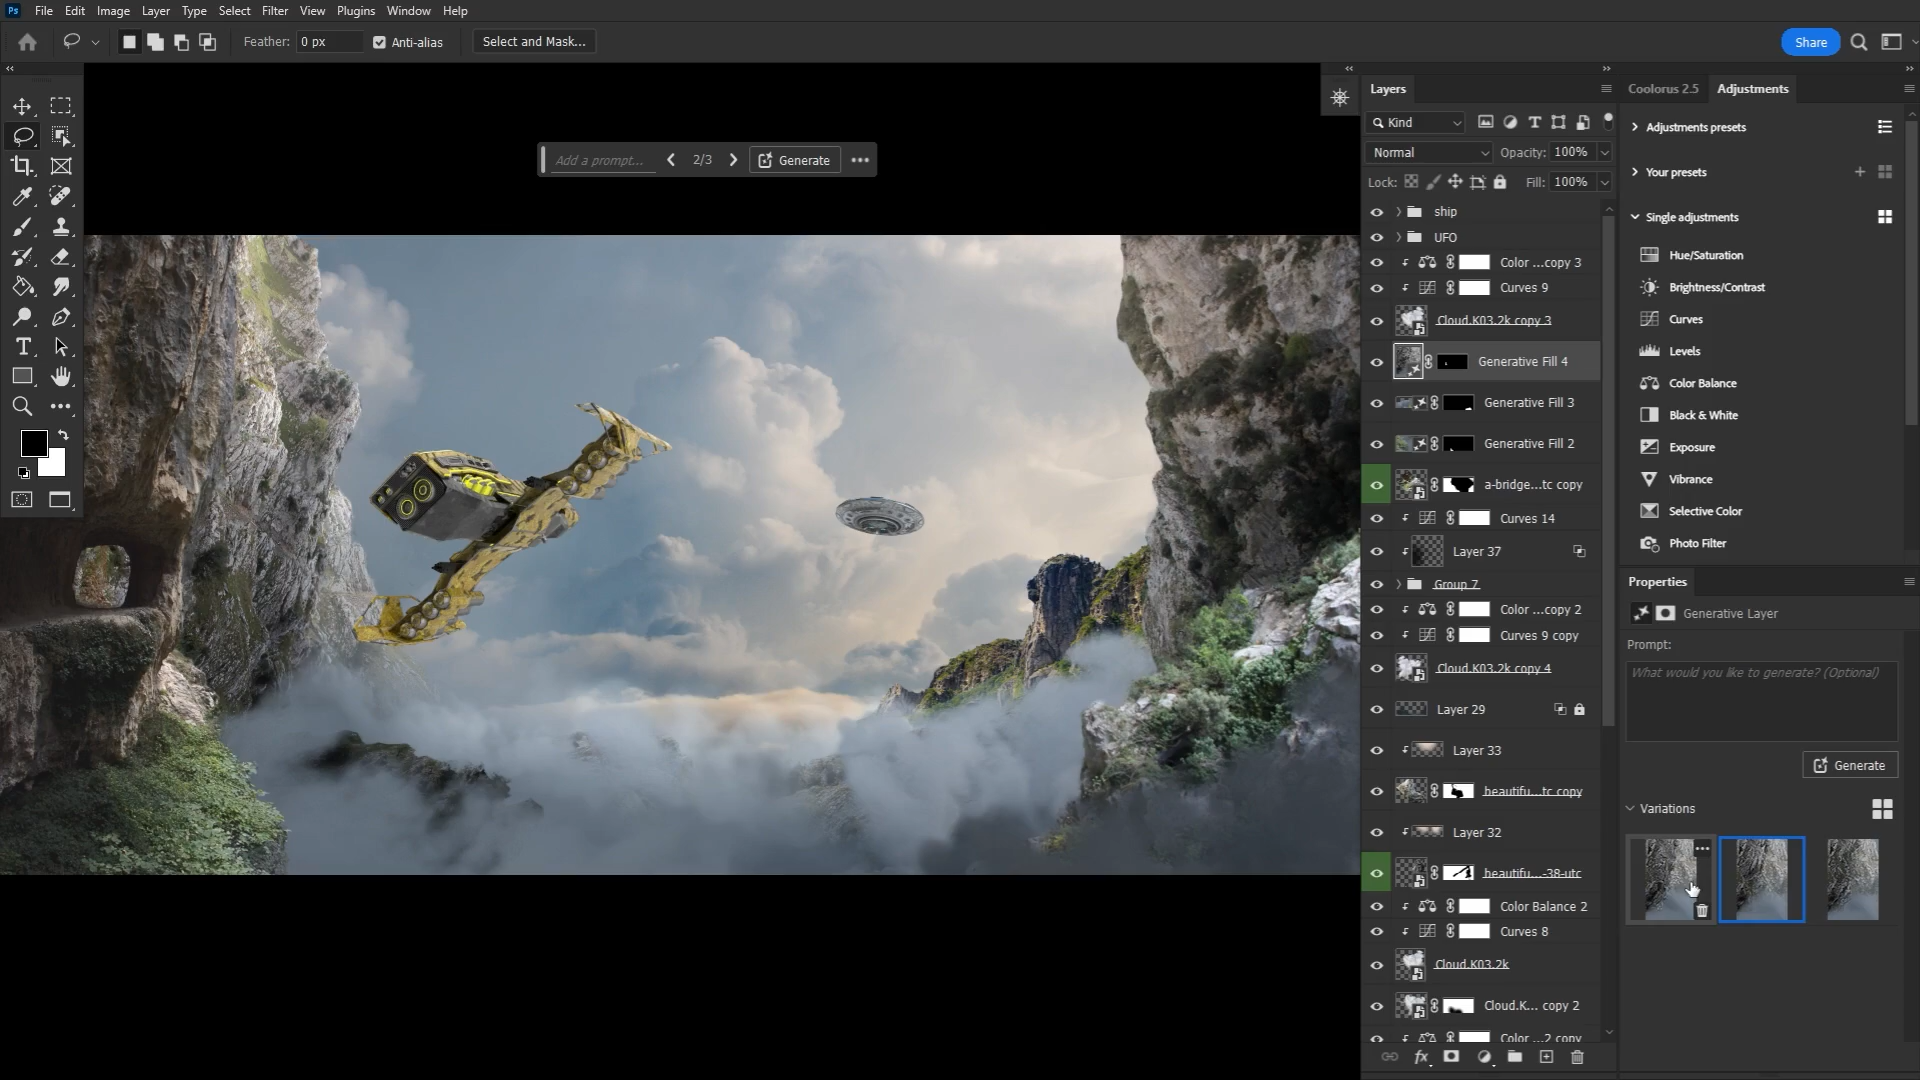 Ps File Edit Image Layer Type Select Filter View Plugins Window Help
Feather: 0 px Anti-alias Select and Mask... Share
Add a prompt... 2/3 Generate
Layers
Kind
Normal Opacity: 100%
Lock: Fill: 100%
ship
UFO
Color ...copy 3
Curves 9
Cloud.K03.2k copy 3
Generative Fill 4
Generative Fill 3
Generative Fill 2
a-bridge...tc copy
Curves 14
Layer 37
Group 7
Color ...copy 2
Curves 9 copy
Cloud.K03.2k copy 4
Layer 29
Layer 33
beautifu...tc copy
Layer 32
beautifu...-38-utc
Color Balance 2
Curves 8
Cloud.K03.2k
Cloud.K... copy 2
Color ...2 copy
fx
Coolorus 2.5 Adjustments
Adjustments presets
Your presets
Single adjustments
Hue/Saturation
Brightness/Contrast
Curves
Levels
Color Balance
Black & White
Exposure
Vibrance
Selective Color
Photo Filter
Properties
Generative Layer
Prompt:
What would you like to generate? (Optional)
Generate
Variations